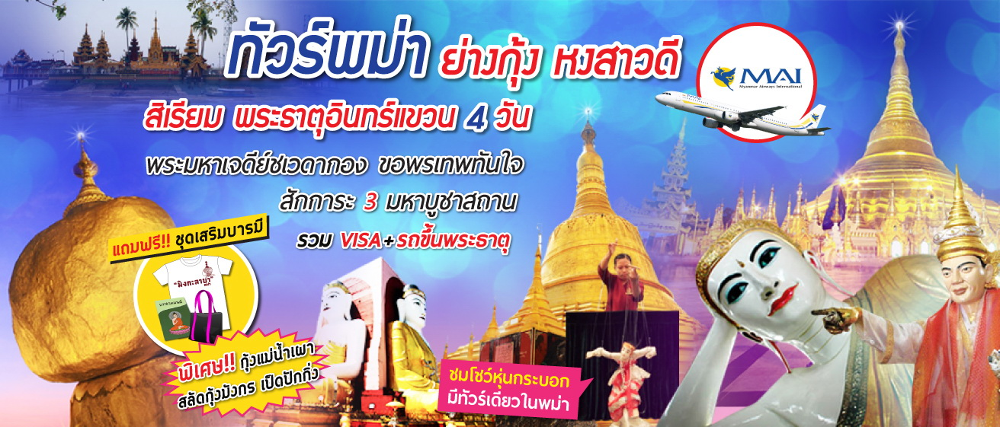 ทัวร์พม่า ย่างกุ้ง หงสาวดี
สิเรียม พระธาตุอินทร์แขวน 4 วัน
พระมหาเจดีย์ชเวดากอง ขอพรเทพทันใจ
สักการะ 3 มหาบูชาสถาน
รวม VISA+รถขึ้นพระธาตุ
MAI
Myanmar Airways International
แถมฟรี!! ชุดเสริมบารมี
"มิงกะลาบา"
พิเศษ!! กุ้งแม่น้ำเผา
สลัดกุ้งมังกร เป็ดปักกิ่ง
ชมโชว์หุ่นกระบอก
มีทัวร์เดียวในพม่า